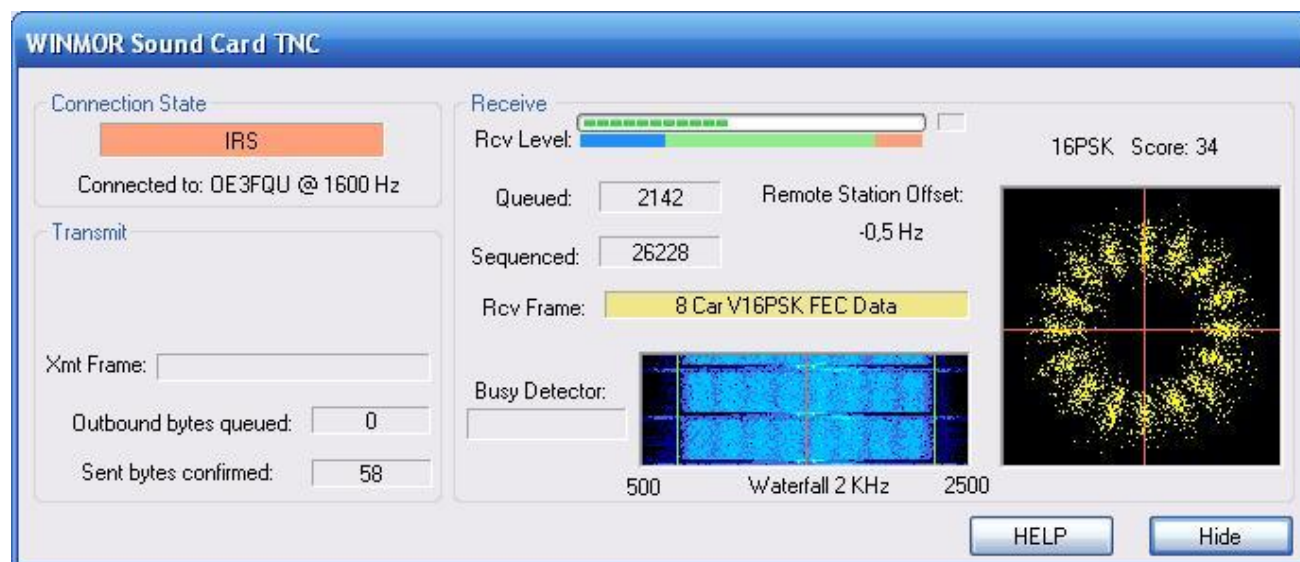 WINMOR Sound Card TNC
Connection State
IRS
Connected to: OE3FQU @ 1600 Hz
Transmit
Xmt Frame:
Outbound bytes queued: 0
Sent bytes confirmed: 58
Receive
Rcv Level:
Queued: 2142
Sequenced: 26228
Remote Station Offset:
-0,5 Hz
Rcv Frame: 8 Car V16PSK FEC Data
Busy Detector:
500 Waterfall 2 KHz 2500
16PSK Score: 34
HELP Hide